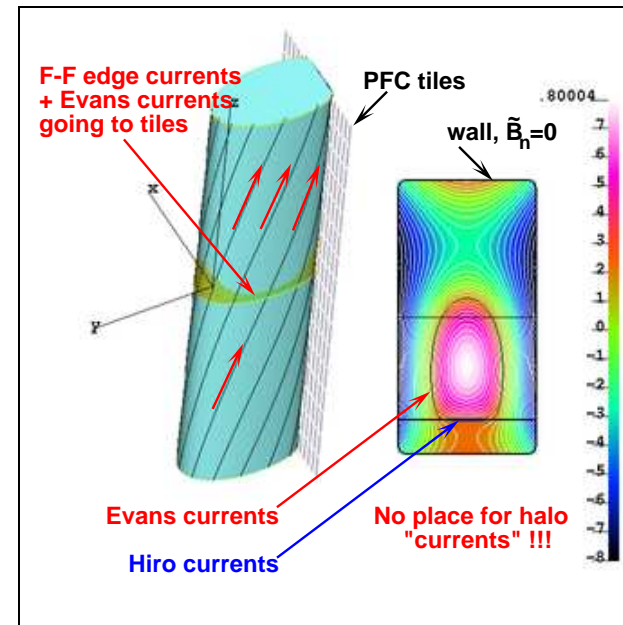 F-F edge currents
+ Evans currents
going to tiles
PFC tiles
wall, B̃n=0
z
x
y
.80004
.7
.6
.5
.4
.3
.2
.1
.0
-.1
-.2
-.3
-.4
-.5
-.6
-.7
-.8
Evans currents
Hiro currents
No place for halo
"currents" !!!